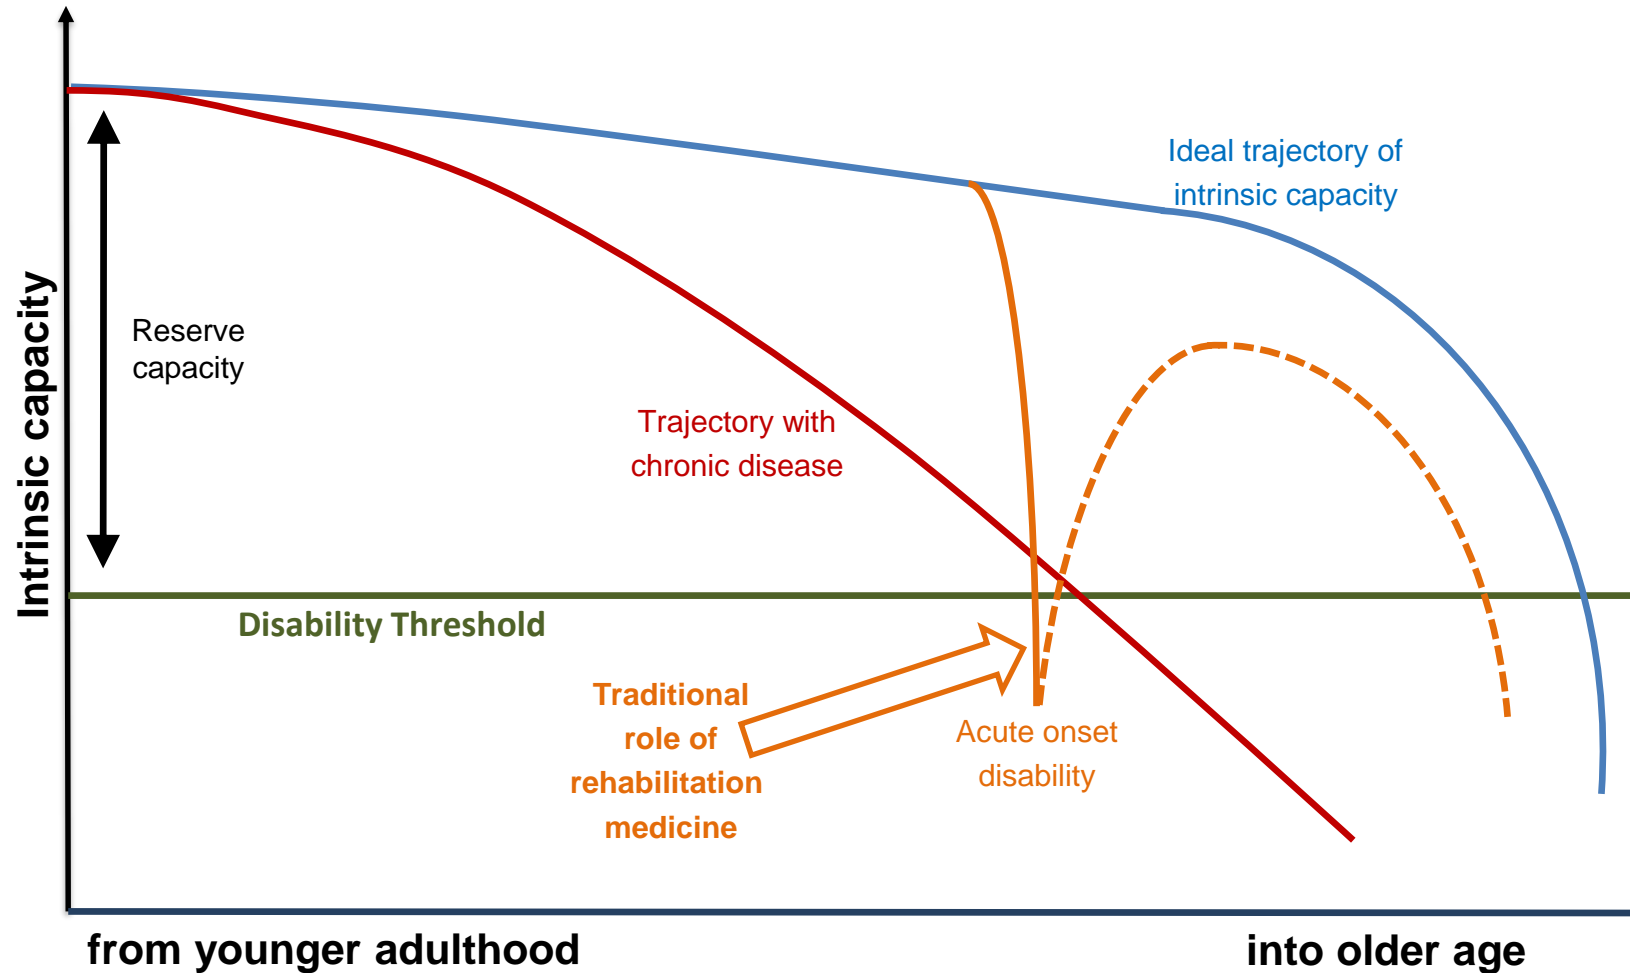 Intrinsic capacity
Reserve
capacity
Ideal trajectory of
intrinsic capacity
Trajectory with
chronic disease
Disability Threshold
Traditional
role of
rehabilitation
medicine
Acute onset
disability
from younger adulthood
into older age